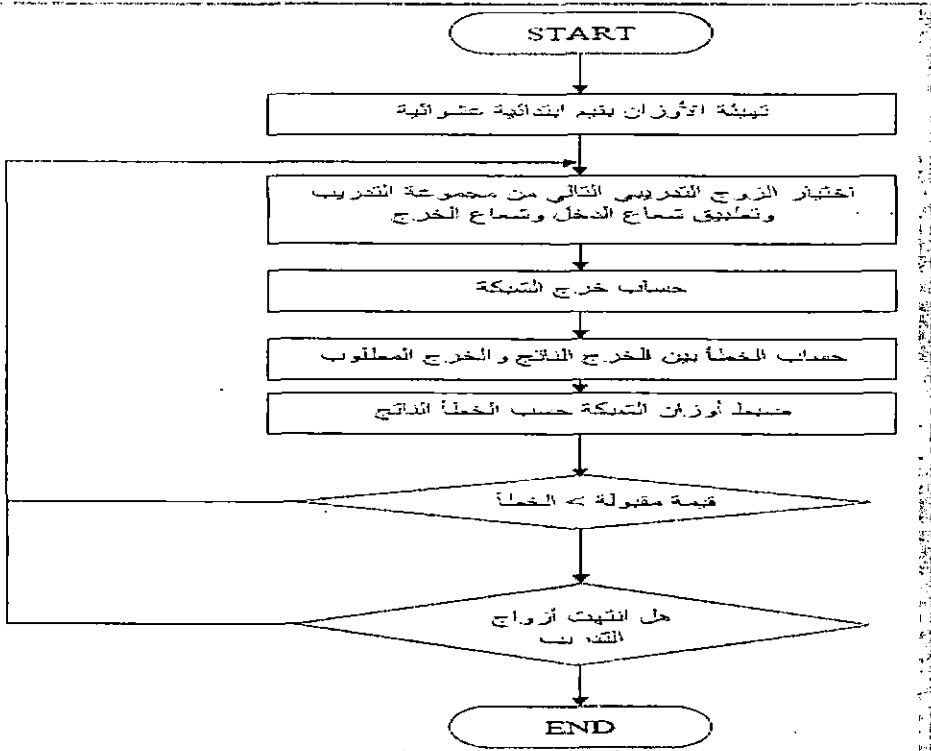 START
تهيئة الأوزان بقيم ابتدائية عشوائية
اختيار الزوج التدريبي التالي من مجموعة التدريب
وتطبيق شعاع الدخل وشعاع الخرج
حساب خرج الشبكة
حساب الخطأ بين الخرج الناتج والخرج المطلوب
ضبط أوزان الشبكة حسب الخطأ الناتج
قيمة مقبولة > الخطأ
هل انتهت أزواج
التدريب
END